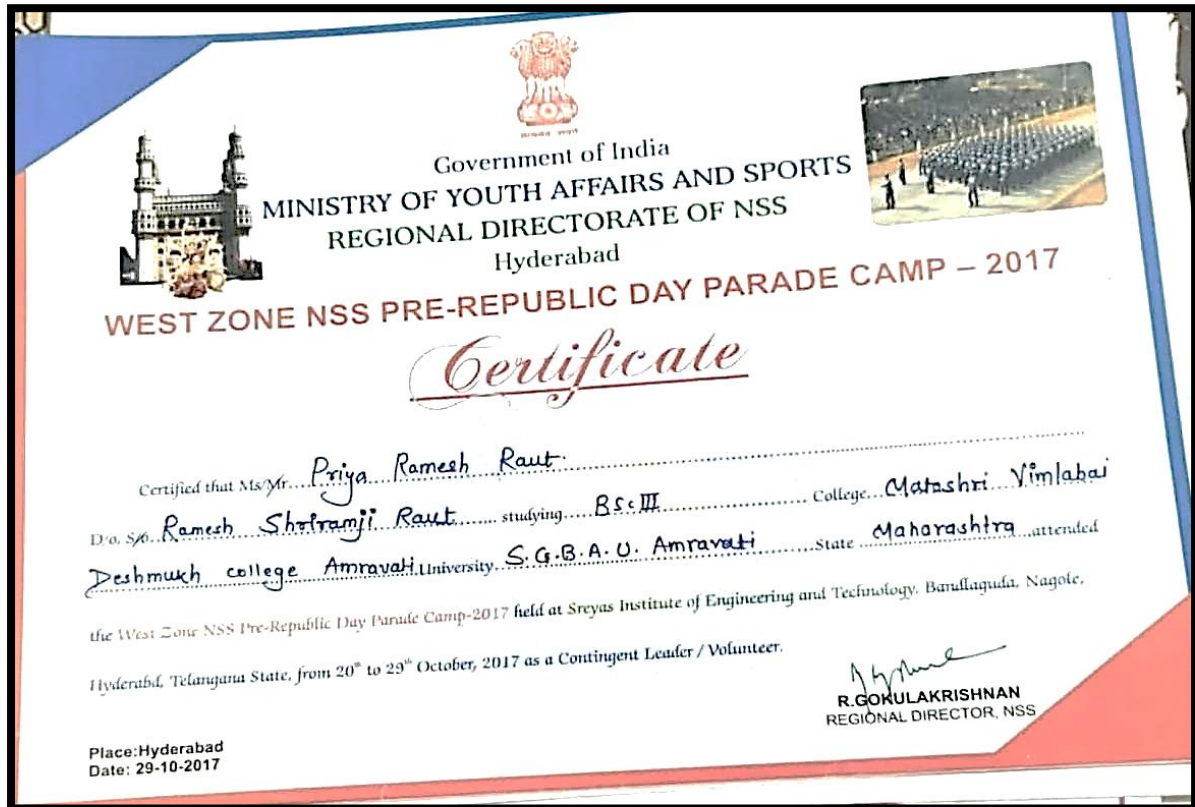 Government of India
MINISTRY OF YOUTH AFFAIRS AND SPORTS
REGIONAL DIRECTORATE OF NSS
Hyderabad
WEST ZONE NSS PRE-REPUBLIC DAY PARADE CAMP – 2017
Certificate
Certified that Ms/Mr. Priya Ramesh Raut.
D/o. S/o. Ramesh Shriramji Raut studying BSc III College Matashri Vimlabai
Deshmukh college Amravati University S.G.B.A.U. Amravati State Maharashtra attended
the West Zone NSS Pre-Republic Day Parade Camp-2017 held at Sreyas Institute of Engineering and Technology, Bandlaguda, Nagole,
Hyderabd, Telangana State, from 20th to 29th October, 2017 as a Contingent Leader / Volunteer.
R.GOKULAKRISHNAN
REGIONAL DIRECTOR, NSS
Place:Hyderabad
Date: 29-10-2017